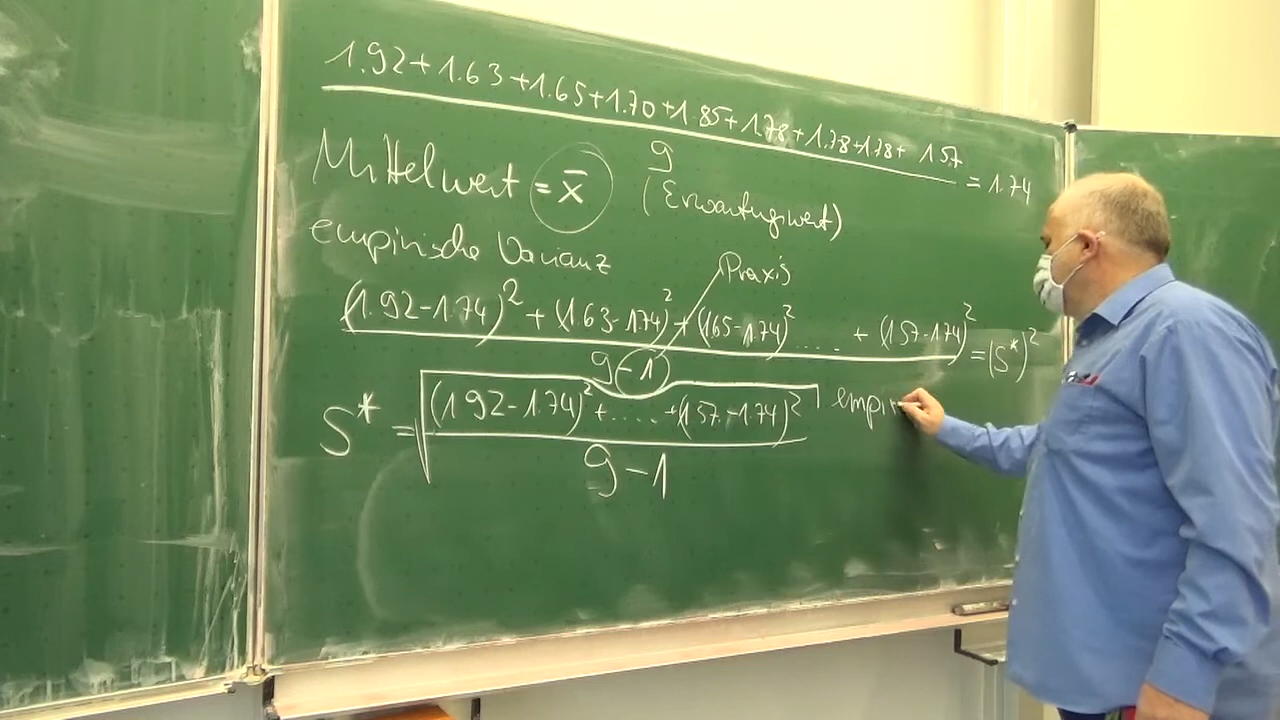 1.92+1.63+1.65+1.70+1.85+1.78+1.78+1.78+ 1.57
9
= 1.74
Mittelwert = x̄ (Erwartungswert)
empirische Varianz
Praxis
(1.92-1.74)² + (1.63-1.74)² + (1.65-1.74)² ..... + (1.57-1.74)²
9-1
= (S*)²
S* = √ (1.92-1.74)² + ..... + (1.57-1.74)² empir
9-1